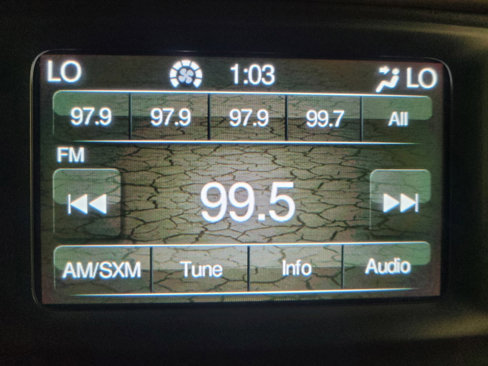 LO 1:03 LO
97.9 97.9 97.9 99.7 All
FM
99.5
AM/SXM Tune Info Audio